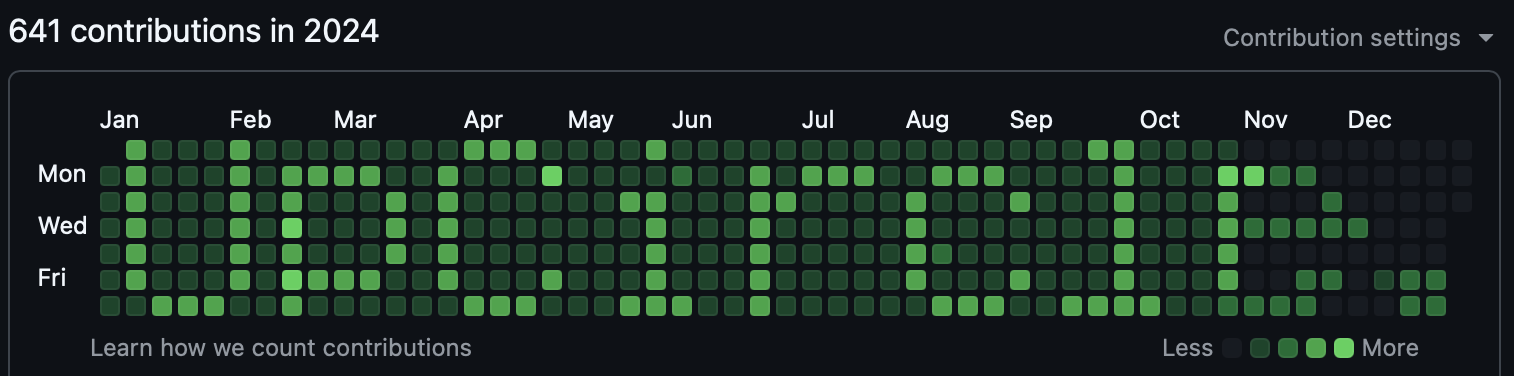 641 contributions in 2024
Contribution settings
Jan Feb Mar Apr May Jun Jul Aug Sep Oct Nov Dec
Mon
Wed
Fri
UpCircle
Learn how we count contributions
Less More